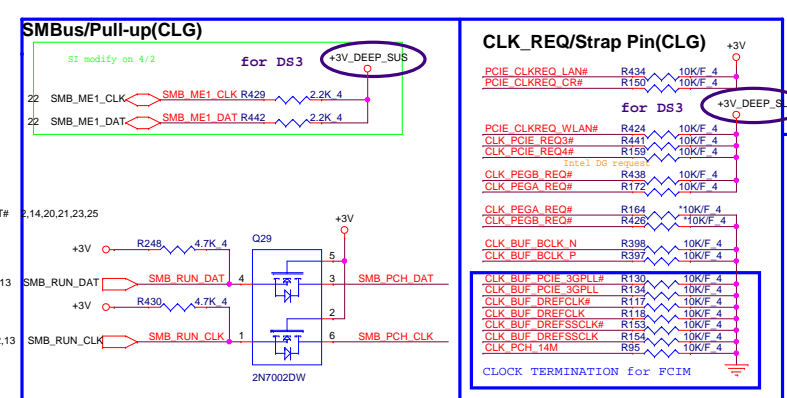 SMBus/Pull-up(CLG)
SI modify on 4/2
for DS3
+3V_DEEP_SUS
22 SMB_ME1_CLK SMB_ME1_CLK R429 2.2K_4
22 SMB_ME1_DAT SMB_ME1_DAT R442 2.2K_4
T# 2,14,20,21,23,25
+3V
+3V R248 4.7K_4 Q29
5
13 SMB_RUN_DAT SMB_RUN_DAT 4 3 SMB_PCH_DAT
+3V R430 4.7K_4
2
2,13 SMB_RUN_CLK SMB_RUN_CLK 1 6 SMB_PCH_CLK
2N7002DW
CLK_REQ/Strap Pin(CLG)
+3V
PCIE_CLKREQ_LAN# R434 10K/F_4
PCIE_CLKREQ_CR# R150 10K/F_4
for DS3
+3V_DEEP_SU
PCIE_CLKREQ_WLAN# R424 10K/F_4
CLK_PCIE_REQ3# R441 10K/F_4
CLK_PCIE_REQ4# R159 10K/F_4
Intel DG request
CLK_PEGB_REQ# R438 10K/F_4
CLK_PEGA_REQ# R172 10K/F_4
CLK_PEGA_REQ# R164 *10K/F_4
CLK_PEGB_REQ# R426 *10K/F_4
CLK_BUF_BCLK_N R398 10K/F_4
CLK_BUF_BCLK_P R397 10K/F_4
CLK_BUF_PCIE_3GPLL# R130 10K/F_4
CLK_BUF_PCIE_3GPLL R134 10K/F_4
CLK_BUF_DREFCLK# R117 10K/F_4
CLK_BUF_DREFCLK R118 10K/F_4
CLK_BUF_DREFSSCLK# R153 10K/F_4
CLK_BUF_DREFSSCLK R154 10K/F_4
CLK_PCH_14M R95 10K/F_4
CLOCK TERMINATION for FCIM